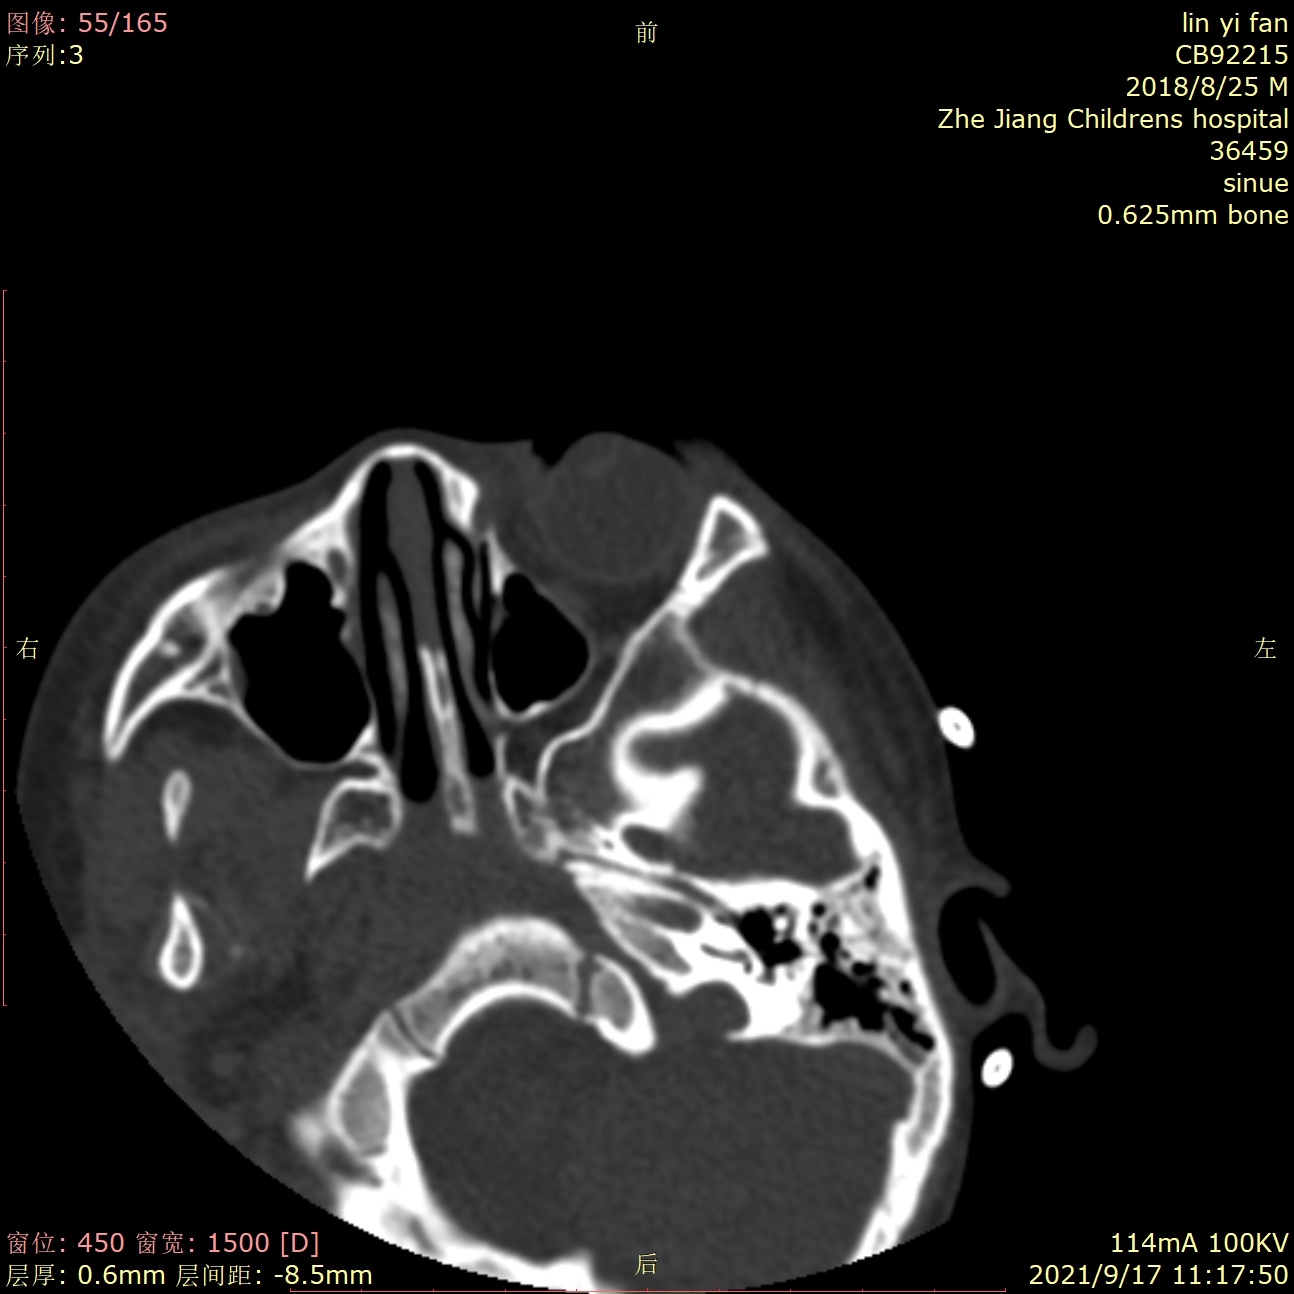 图像: 55/165
序列:3
前
lin yi fan
CB92215
2018/8/25 M
Zhe Jiang Childrens hospital
36459
sinue
0.625mm bone
右
左
窗位: 450 窗宽: 1500 [D]
层厚: 0.6mm 层间距: -8.5mm
后
114mA 100KV
2021/9/17 11:17:50